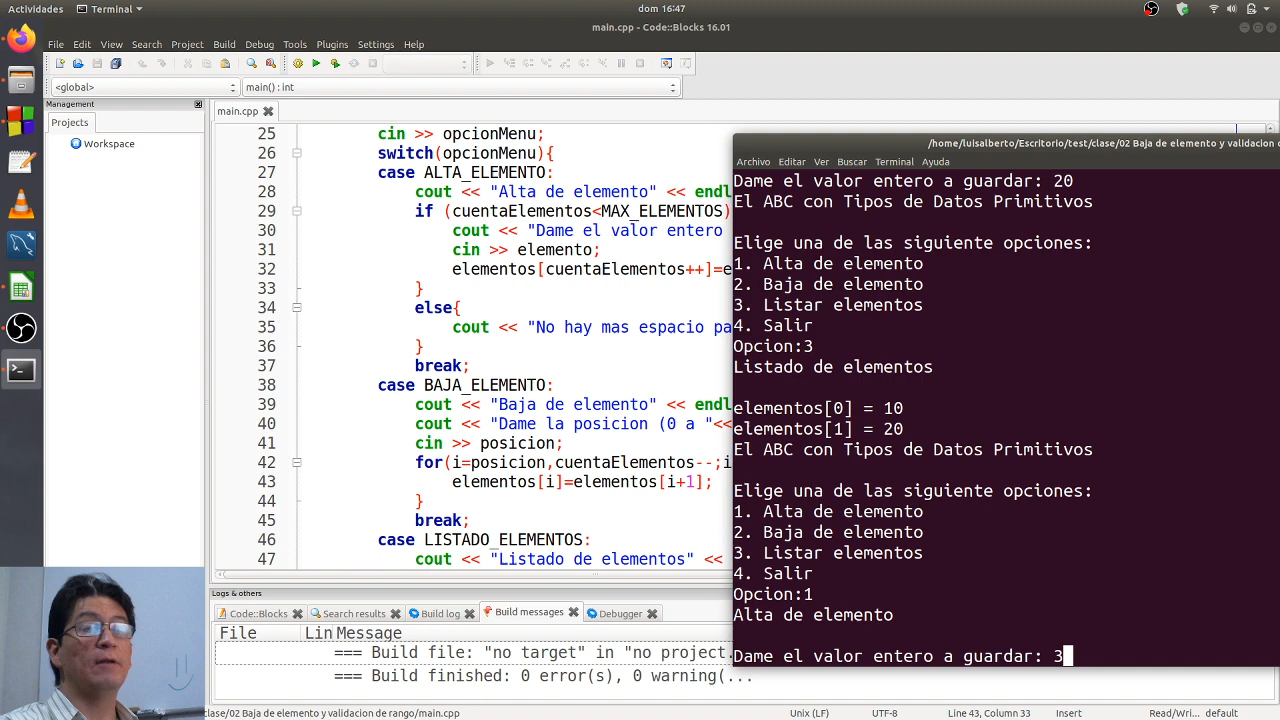 Actividades
Terminal
dom 16:47
main.cpp - Code::Blocks 16.01
File Edit View Search Project Build Debug Tools Plugins Settings Help
<global>
main() : int
Management
Projects
Workspace
main.cpp
25 cin >> opcionMenu;
26 switch(opcionMenu){
27 case ALTA_ELEMENTO:
28 cout << "Alta de elemento" << endl
29 if (cuentaElementos<MAX_ELEMENTOS)
30 cout << "Dame el valor entero
31 cin >> elemento;
32 elementos[cuentaElementos++]=e
33 }
34 else{
35 cout << "No hay mas espacio pa
36 }
37 break;
38 case BAJA_ELEMENTO:
39 cout << "Baja de elemento" << endl
40 cout << "Dame la posicion (0 a "<<
41 cin >> posicion;
42 for(i=posicion,cuentaElementos--;i
43 elementos[i]=elementos[i+1];
44 }
45 break;
46 case LISTADO_ELEMENTOS:
47 cout << "Listado de elementos" <<
/home/luisalberto/Escritorio/test/clase/02 Baja de elemento y validacion
Archivo Editar Ver Buscar Terminal Ayuda
Dame el valor entero a guardar: 20
El ABC con Tipos de Datos Primitivos
Elige una de las siguiente opciones:
1. Alta de elemento
2. Baja de elemento
3. Listar elementos
4. Salir
Opcion:3
Listado de elementos
elementos[0] = 10
elementos[1] = 20
El ABC con Tipos de Datos Primitivos
Elige una de las siguiente opciones:
1. Alta de elemento
2. Baja de elemento
3. Listar elementos
4. Salir
Opcion:1
Alta de elemento
Dame el valor entero a guardar: 3
Logs & others
Code::Blocks
Search results
Build log
Build messages
Debugger
File Lin Message
=== Build file: "no target" in "no project.
=== Build finished: 0 error(s), 0 warning(...
clase/02 Baja de elemento y validacion de rango/main.cpp
Unix (LF)
UTF-8
Line 43, Column 33
Insert
Read/Wri...
default